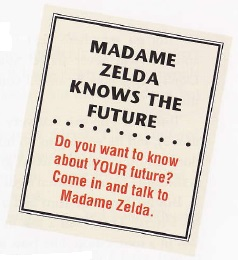 MADAME
ZELDA
KNOWS THE
FUTURE
Do you want to know
about YOUR future?
Come in and talk to
Madame Zelda.